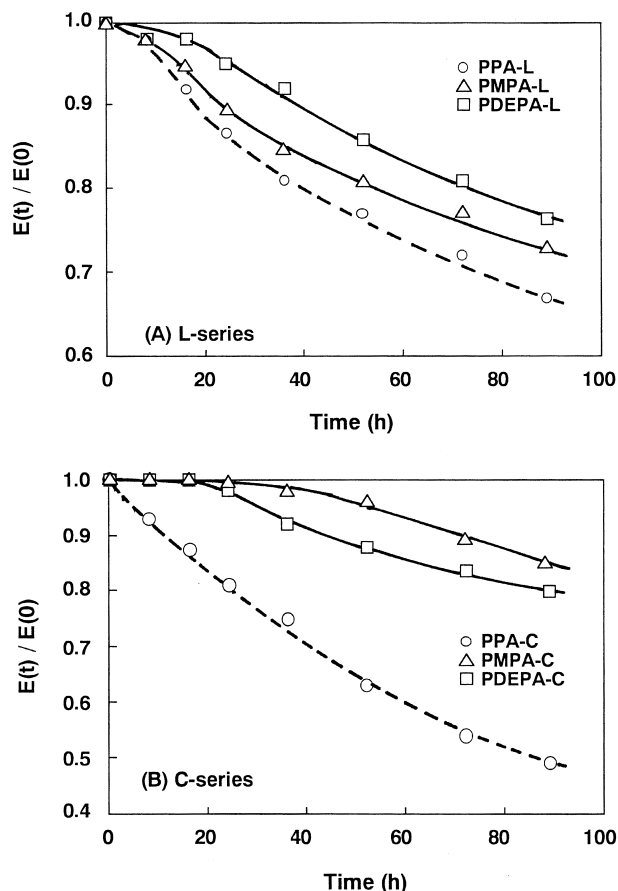 1.0
0.9
0.8
0.7
0.6
E(t) / E(0)
PPA-L
PMPA-L
PDEPA-L
(A) L-series
0 20 40 60 80 100
Time (h)
1.0
0.9
0.8
0.7
0.6
0.5
0.4
E(t) / E(0)
PPA-C
PMPA-C
PDEPA-C
(B) C-series
0 20 40 60 80 100
Time (h)